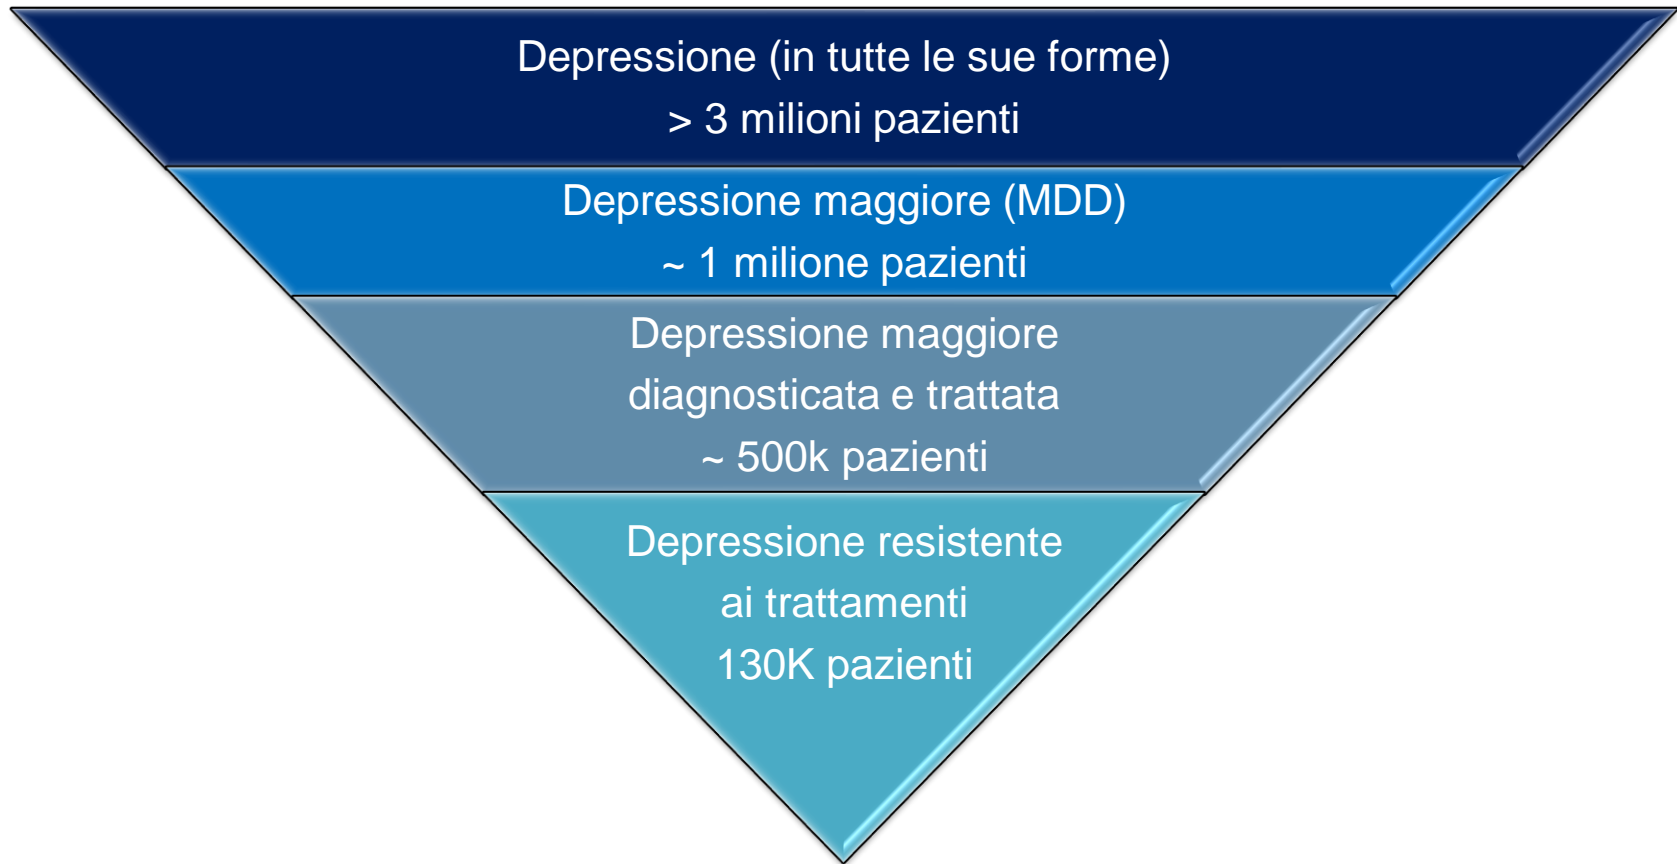 Depressione (in tutte le sue forme)
> 3 milioni pazienti
Depressione maggiore (MDD)
~ 1 milione pazienti
Depressione maggiore
diagnosticata e trattata
~ 500k pazienti
Depressione resistente
ai trattamenti
130K pazienti